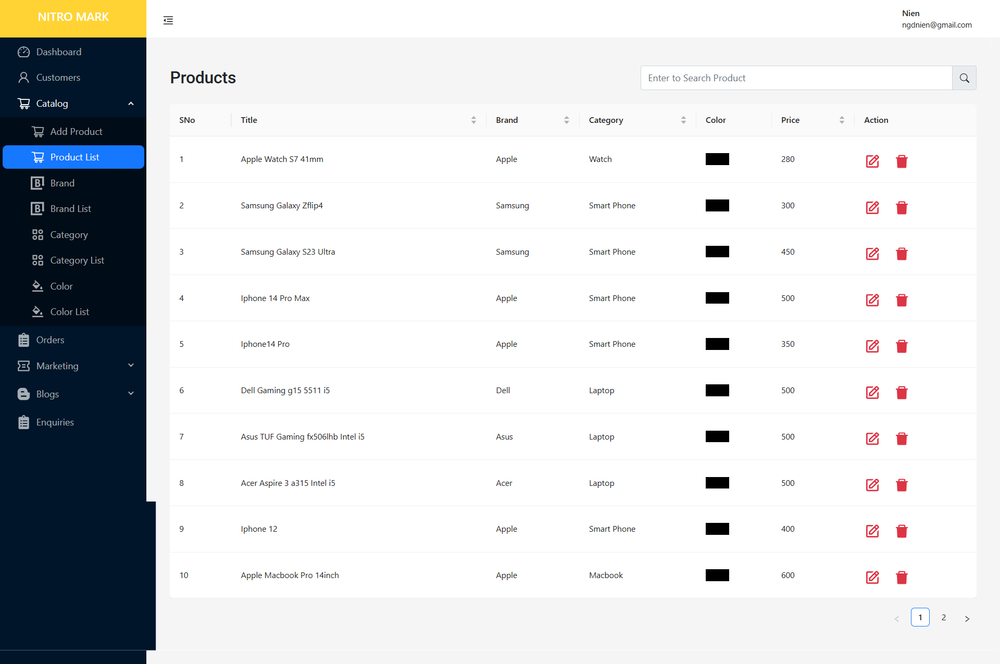 NITRO MARK
Nien
ngdnien@gmail.com
Dashboard
Customers
Catalog
Add Product
Product List
Brand
Brand List
Category
Category List
Color
Color List
Orders
Marketing
Blogs
Enquiries
Products
Enter to Search Product
SNo Title Brand Category Color Price Action
1 Apple Watch S7 41mm Apple Watch 280
2 Samsung Galaxy Zflip4 Samsung Smart Phone 300
3 Samsung Galaxy S23 Ultra Samsung Smart Phone 450
4 Iphone 14 Pro Max Apple Smart Phone 500
5 Iphone14 Pro Apple Smart Phone 350
6 Dell Gaming g15 5511 i5 Dell Laptop 500
7 Asus TUF Gaming fx506lhb Intel i5 Asus Laptop 500
8 Acer Aspire 3 a315 Intel i5 Acer Laptop 500
9 Iphone 12 Apple Smart Phone 400
10 Apple Macbook Pro 14inch Apple Macbook 600
< 1 2 >